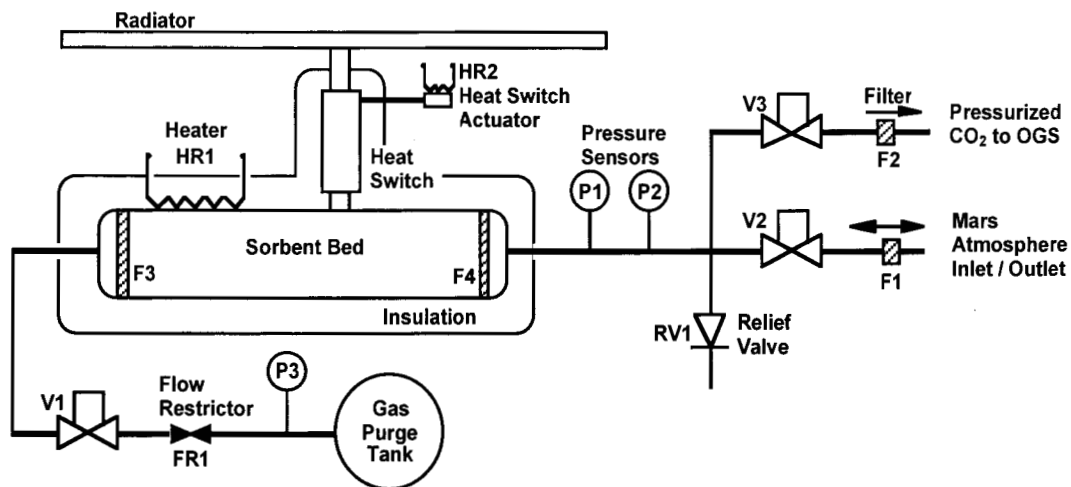 Radiator
HR2
Heat Switch
Actuator
Heater
HR1
Heat
Switch
Pressure
Sensors
P1
P2
V3
Filter
F2
Pressurized
CO₂ to OGS
V2
F1
Mars
Atmosphere
Inlet / Outlet
Sorbent Bed
F3
F4
Insulation
RV1
Relief
Valve
V1
Flow
Restrictor
FR1
P3
Gas
Purge
Tank